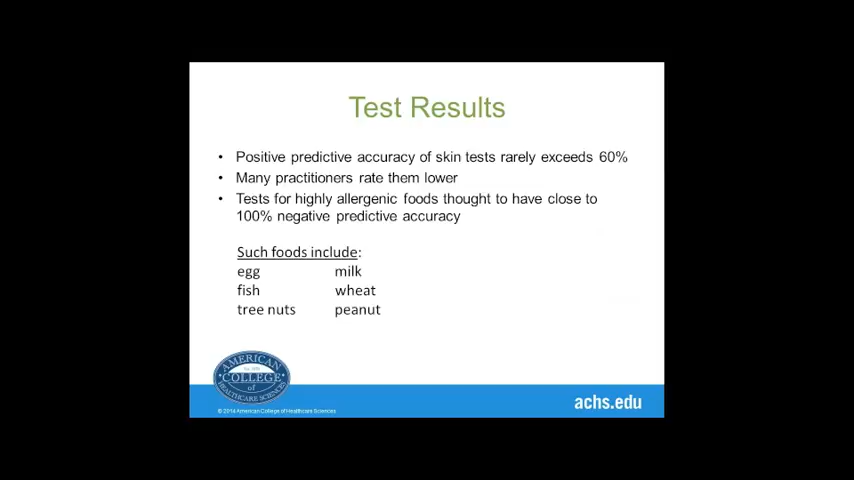 Test Results
• Positive predictive accuracy of skin tests rarely exceeds 60%
• Many practitioners rate them lower
• Tests for highly allergenic foods thought to have close to
100% negative predictive accuracy
Such foods include:
egg milk
fish wheat
tree nuts peanut
AMERICAN
COLLEGE
of
HEALTHCARE SCIENCES
© 2014 American College of Healthcare Sciences
achs.edu